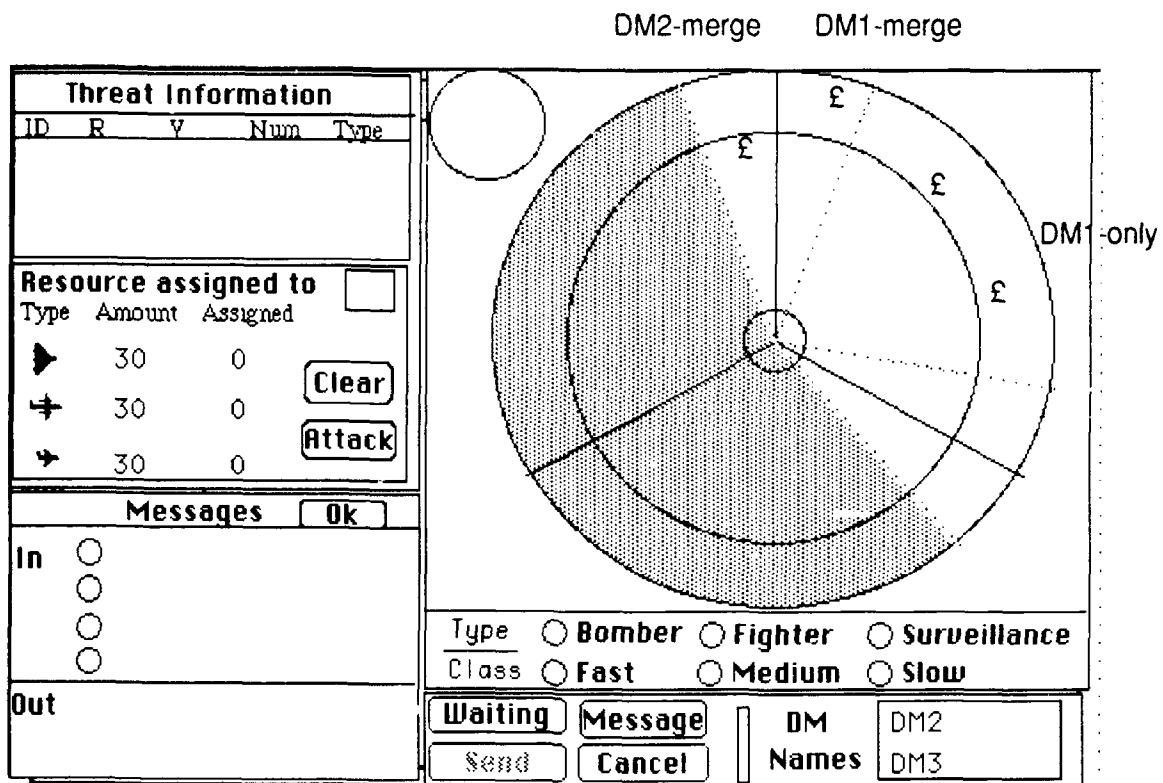 DM2-merge DM1-merge
Threat Information
ID R V Num Type
£
£
£
DM1-only
£
Resource assigned to
Type Amount Assigned
30 0
Clear
30 0
Attack
30 0
Messages Ok
In
Out
Type Bomber Fighter Surveillance
Class Fast Medium Slow
Waiting Message DM DM2
Send Cancel Names DM3